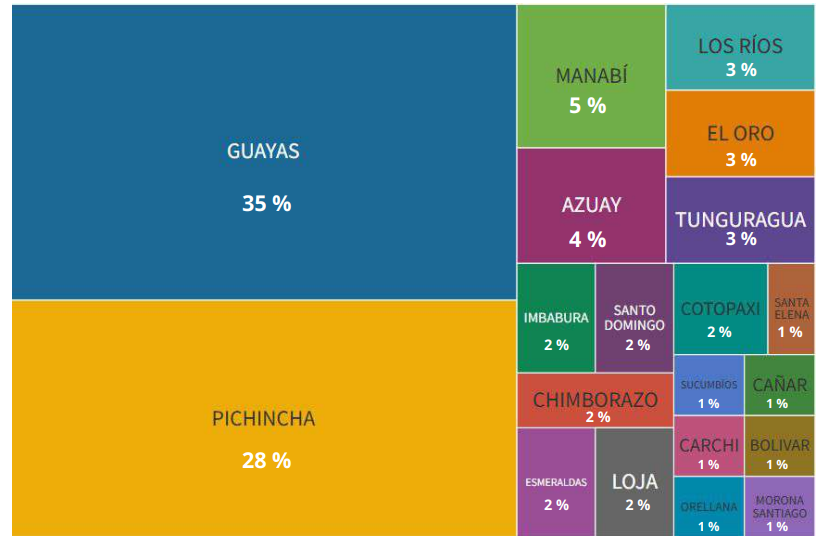 GUAYAS
35 %
PICHINCHA
28 %
MANABÍ
5 %
AZUAY
4 %
LOS RÍOS
3 %
EL ORO
3 %
TUNGURAGUA
3 %
IMBABURA
2 %
SANTO
DOMINGO
2 %
COTOPAXI
2 %
SANTA
ELENA
1 %
CHIMBORAZO
2 %
ESMERALDAS
2 %
LOJA
2 %
SUCUMBÍOS
1 %
CAÑAR
1 %
CARCHI
1 %
BOLIVAR
1 %
ORELLANA
1 %
MORONA
SANTIAGO
1 %